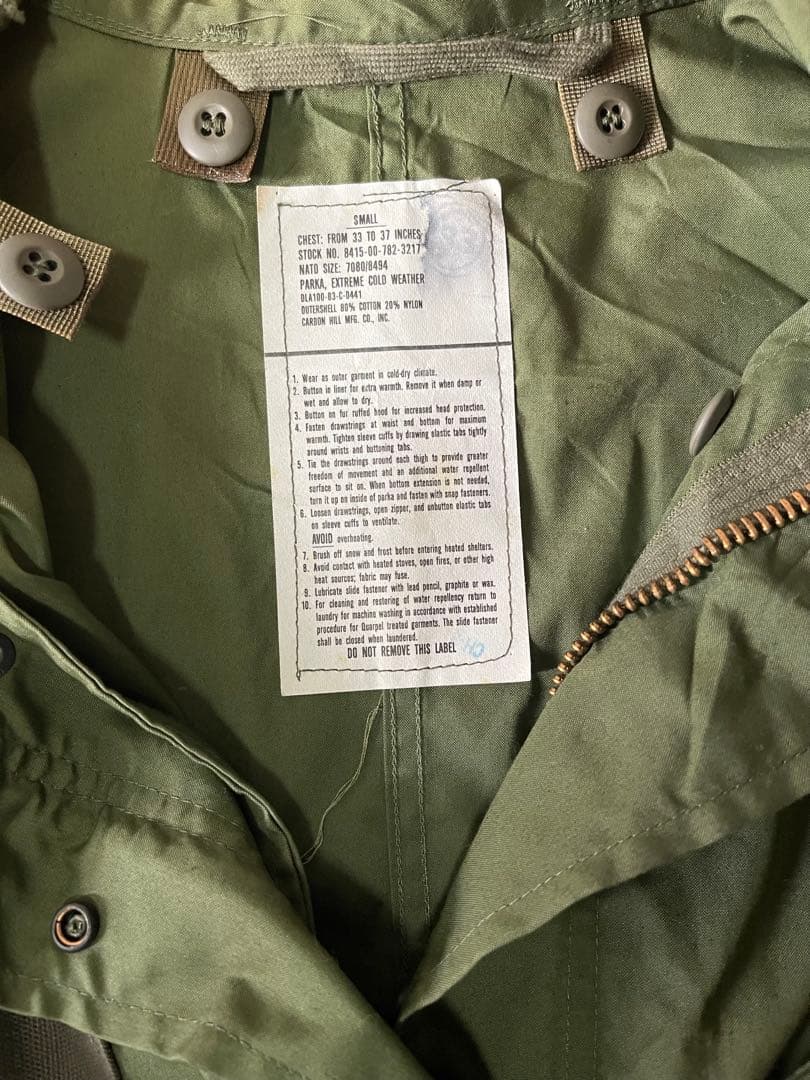 SMALL
CHEST: FROM 33 TO 37 INCHES
STOCK NO. 8415-00-782-3217
NATO SIZE: 7080/8494
PARKA, EXTREME COLD WEATHER
DLA100-83-C-0441
OUTERSHELL 80% COTTON 20% NYLON
CARBON HILL MFG. CO., INC.
1. Wear as outer garment in cold-dry climate.
2. Button in liner for extra warmth. Remove it when damp or
wet and allow to dry.
3. Button on fur ruffed hood for increased head protection.
4. Fasten drawstrings at waist and bottom for maximum
warmth. Tighten sleeve cuffs by drawing elastic tabs tightly
around wrists and buttoning tabs.
5. Tie the drawstrings around each thigh to provide greater
freedom of movement and an additional water repellent
surface to sit on. When bottom extension is not needed,
turn it up on inside of parka and fasten with snap fasteners.
6. Loosen drawstrings, open zipper, and unbutton elastic tabs
on sleeve cuffs to ventilate.
AVOID overheating.
7. Brush off snow and frost before entering heated shelters.
8. Avoid contact with heated stoves, open fires, or other high
heat sources; fabric may fuse.
9. Lubricate slide fastener with lead pencil, graphite or wax.
10. For cleaning and restoring of water repellency return to
laundry for machine washing in accordance with established
procedure for Quarpel treated garments. The slide fastener
shall be closed when laundered.
DO NOT REMOVE THIS LABEL